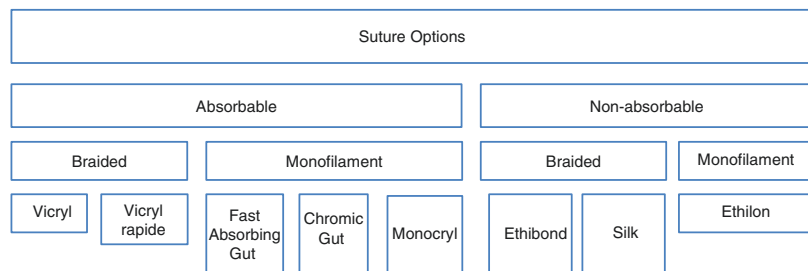 Suture Options
Absorbable
Non-absorbable
Braided
Monofilament
Braided
Monofilament
Vicryl
Vicryl
rapide
Fast
Absorbing
Gut
Chromic
Gut
Monocryl
Ethibond
Silk
Ethilon